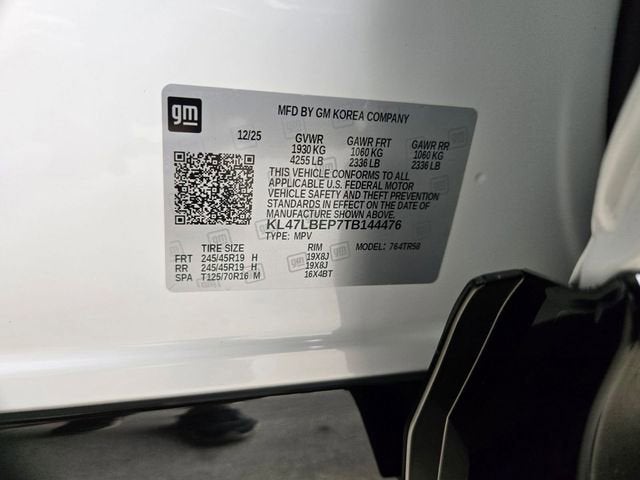 gm
MFD BY GM KOREA COMPANY
12/25 GVWR GAWR FRT GAWR RR
1930 KG 1060 KG 1060 KG
4255 LB 2336 LB 2336 LB
THIS VEHICLE CONFORMS TO ALL
APPLICABLE U.S. FEDERAL MOTOR
VEHICLE SAFETY AND THEFT PREVENTION
STANDARDS IN EFFECT ON THE DATE OF
MANUFACTURE SHOWN ABOVE.
KL47LBEP7TB144476
TYPE: MPV MODEL: 764TR58
TIRE SIZE RIM
FRT 245/45R19 H 19X8J
RR 245/45R19 H 19X8J
SPA T125/70R16 M 16X4BT